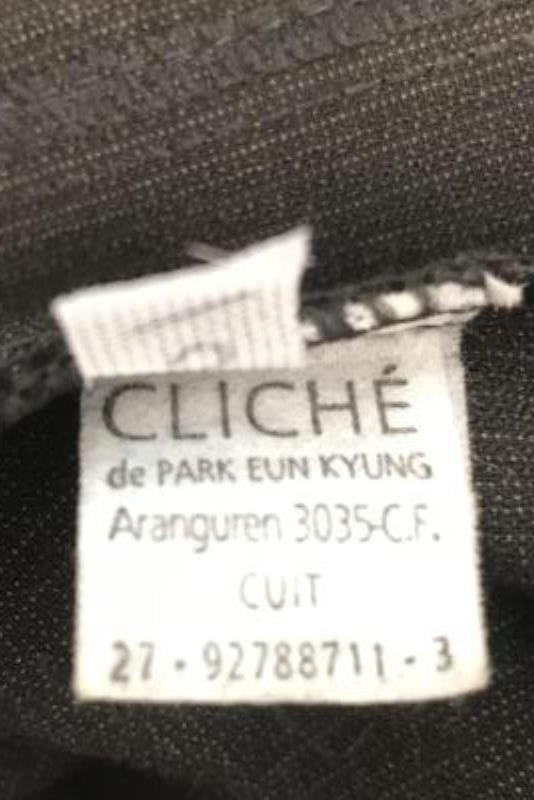 CLICHÉ
de PARK EUN KYUNG
Aranguren 3035-C.F.
CUIT
27 - 92788711 - 3